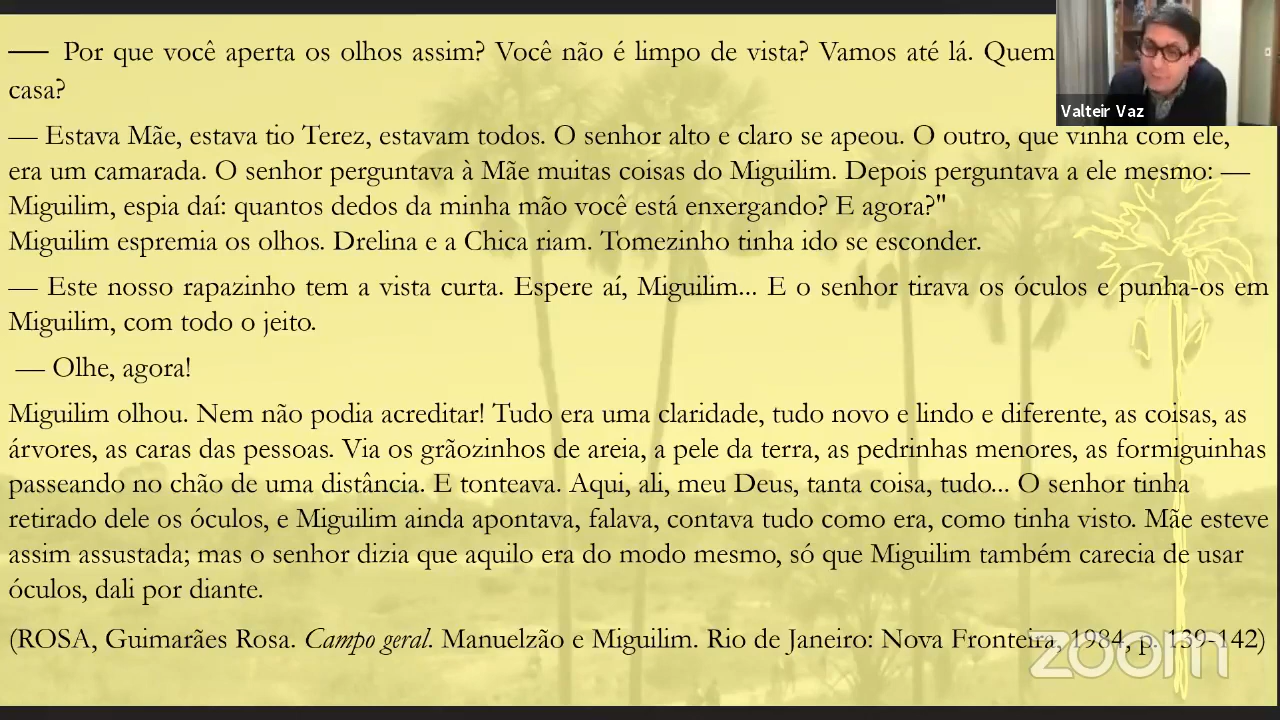 — Por que você aperta os olhos assim? Você não é limpo de vista? Vamos até lá. Quem
casa?
— Estava Mãe, estava tio Terez, estavam todos. O senhor alto e claro se apeou. O outro, que vinha com ele,
era um camarada. O senhor perguntava à Mãe muitas coisas do Miguilim. Depois perguntava a ele mesmo: —
Miguilim, espia daí: quantos dedos da minha mão você está enxergando? E agora?"
Miguilim espremia os olhos. Drelina e a Chica riam. Tomezinho tinha ido se esconder.
— Este nosso rapazinho tem a vista curta. Espere aí, Miguilim... E o senhor tirava os óculos e punha-os em
Miguilim, com todo o jeito.
— Olhe, agora!
Miguilim olhou. Nem não podia acreditar! Tudo era uma claridade, tudo novo e lindo e diferente, as coisas, as
árvores, as caras das pessoas. Via os grãozinhos de areia, a pele da terra, as pedrinhas menores, as formiguinhas
passeando no chão de uma distância. E tonteava. Aqui, ali, meu Deus, tanta coisa, tudo... O senhor tinha
retirado dele os óculos, e Miguilim ainda apontava, falava, contava tudo como era, como tinha visto. Mãe esteve
assim assustada; mas o senhor dizia que aquilo era do modo mesmo, só que Miguilim também carecia de usar
óculos, dali por diante.
(ROSA, Guimarães Rosa. Campo geral. Manuelzão e Miguilim. Rio de Janeiro: Nova Fronteira, 1984, p. 139-142)
Valteir Vaz
zoom